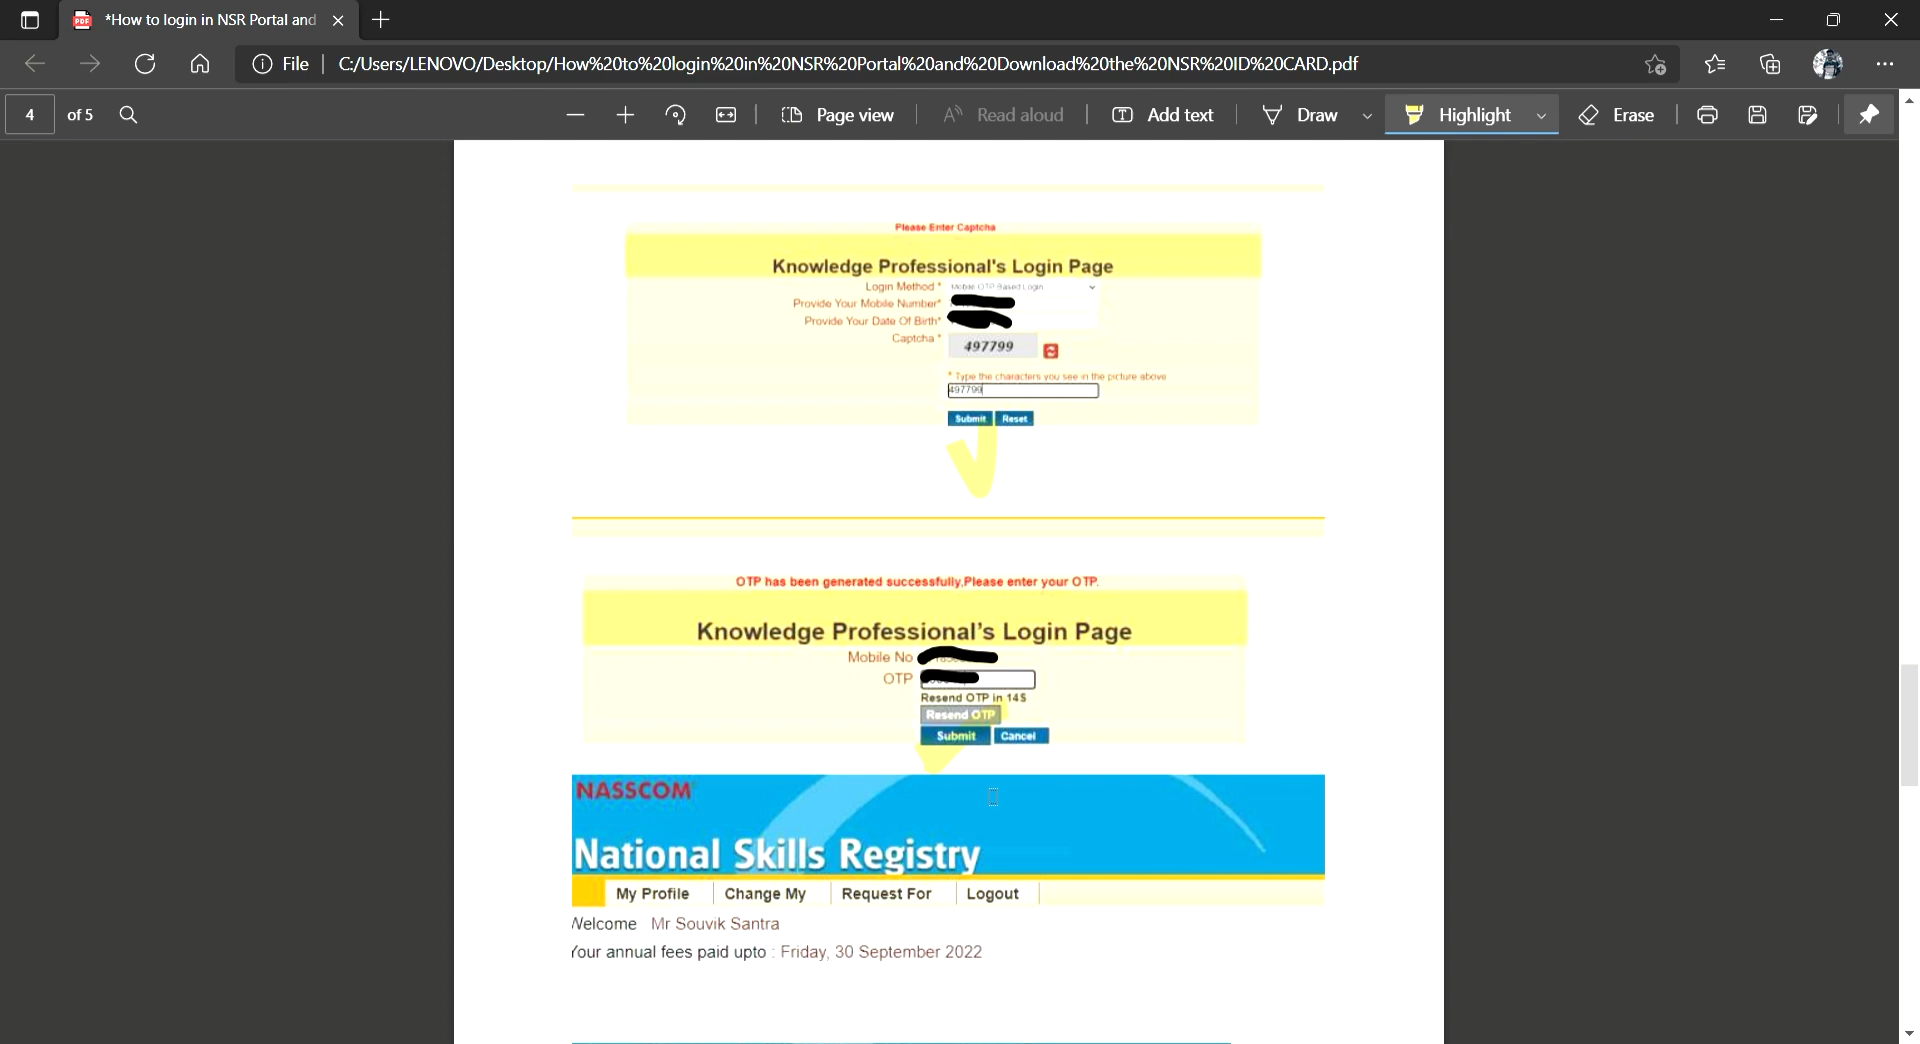 *How to login in NSR Portal and
File C:/Users/LENOVO/Desktop/How%20to%20login%20in%20NSR%20Portal%20and%20Download%20the%20NSR%20ID%20CARD.pdf
4 of 5 Page view Read aloud Add text Draw Highlight Erase
Please Enter Captcha
Knowledge Professional's Login Page
Login Method * Mobile OTP Based Login
Provide Your Mobile Number*
Provide Your Date Of Birth*
Captcha * 497799
* Type the characters you see in the picture above
497799
Submit Reset
OTP has been generated successfully,Please enter your OTP.
Knowledge Professional's Login Page
Mobile No
OTP
Resend OTP in 14S
Resend OTP
Submit Cancel
NASSCOM
National Skills Registry
My Profile Change My Request For Logout
Welcome Mr Souvik Santra
Your annual fees paid upto : Friday, 30 September 2022